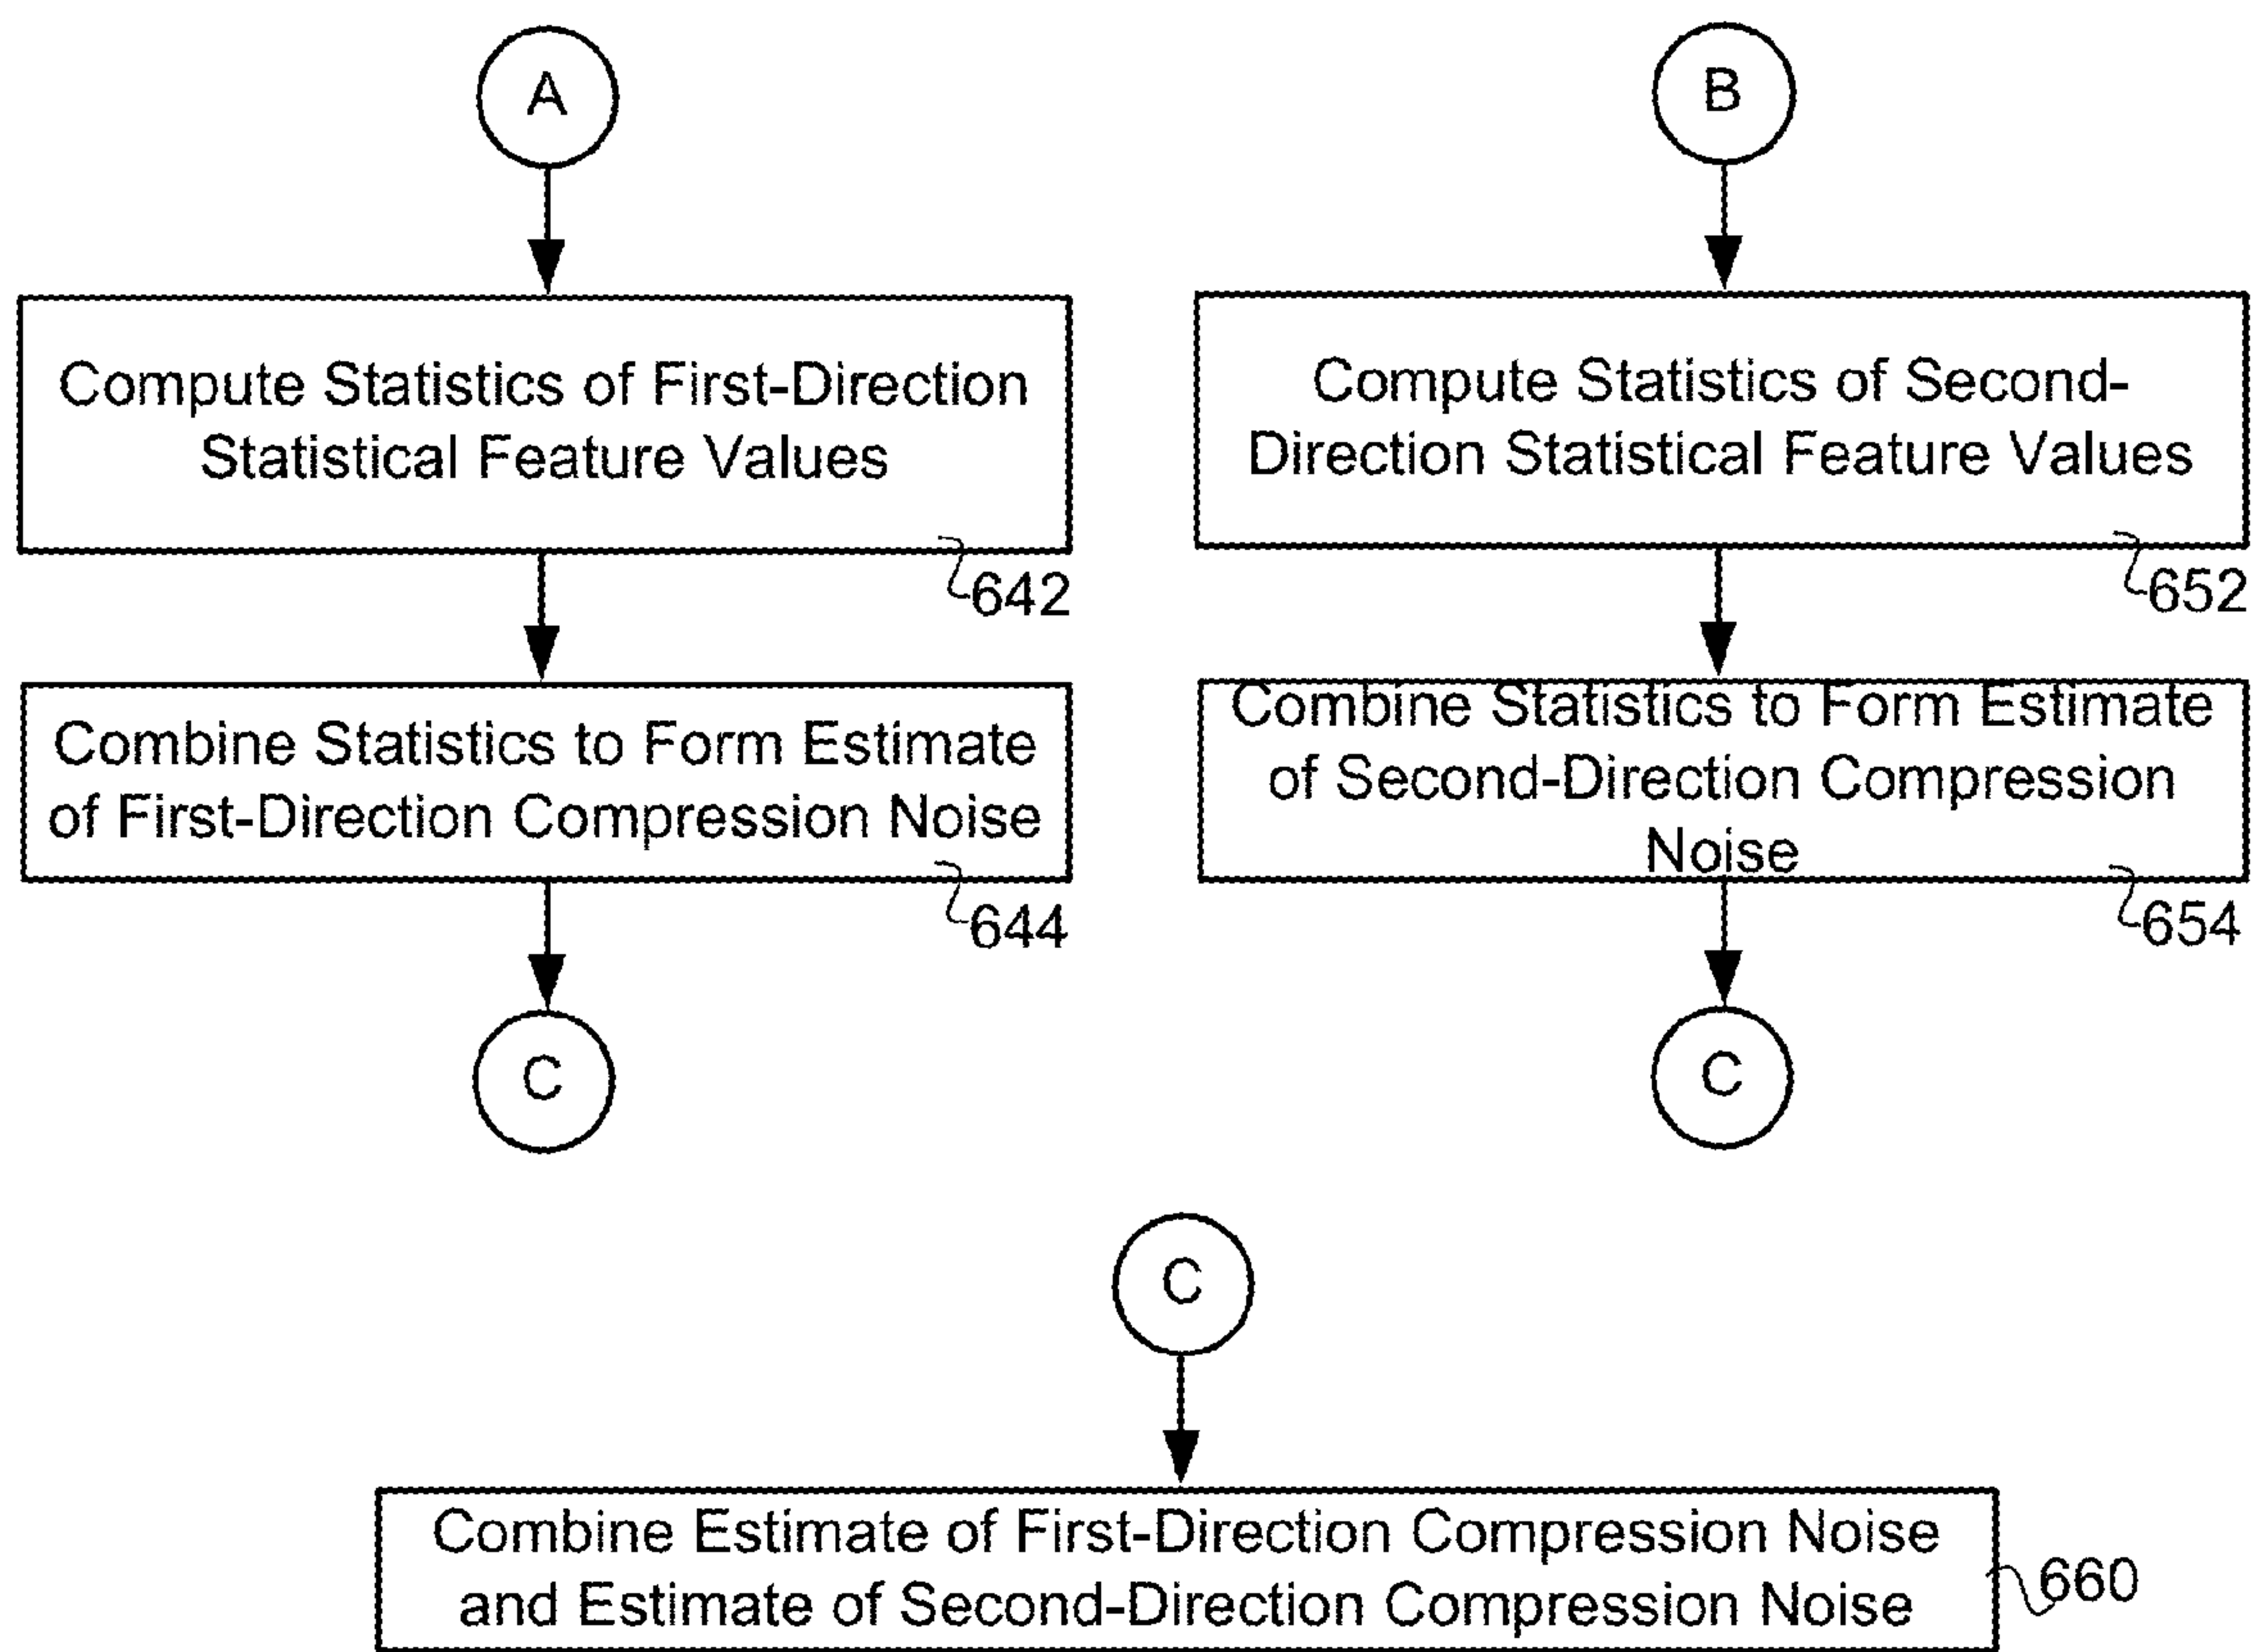 A
Compute Statistics of First-Direction
Statistical Feature Values
642
Combine Statistics to Form Estimate
of First-Direction Compression Noise
644
C
B
Compute Statistics of Second-
Direction Statistical Feature Values
652
Combine Statistics to Form Estimate
of Second-Direction Compression
Noise
654
C
C
Combine Estimate of First-Direction Compression Noise
and Estimate of Second-Direction Compression Noise
660